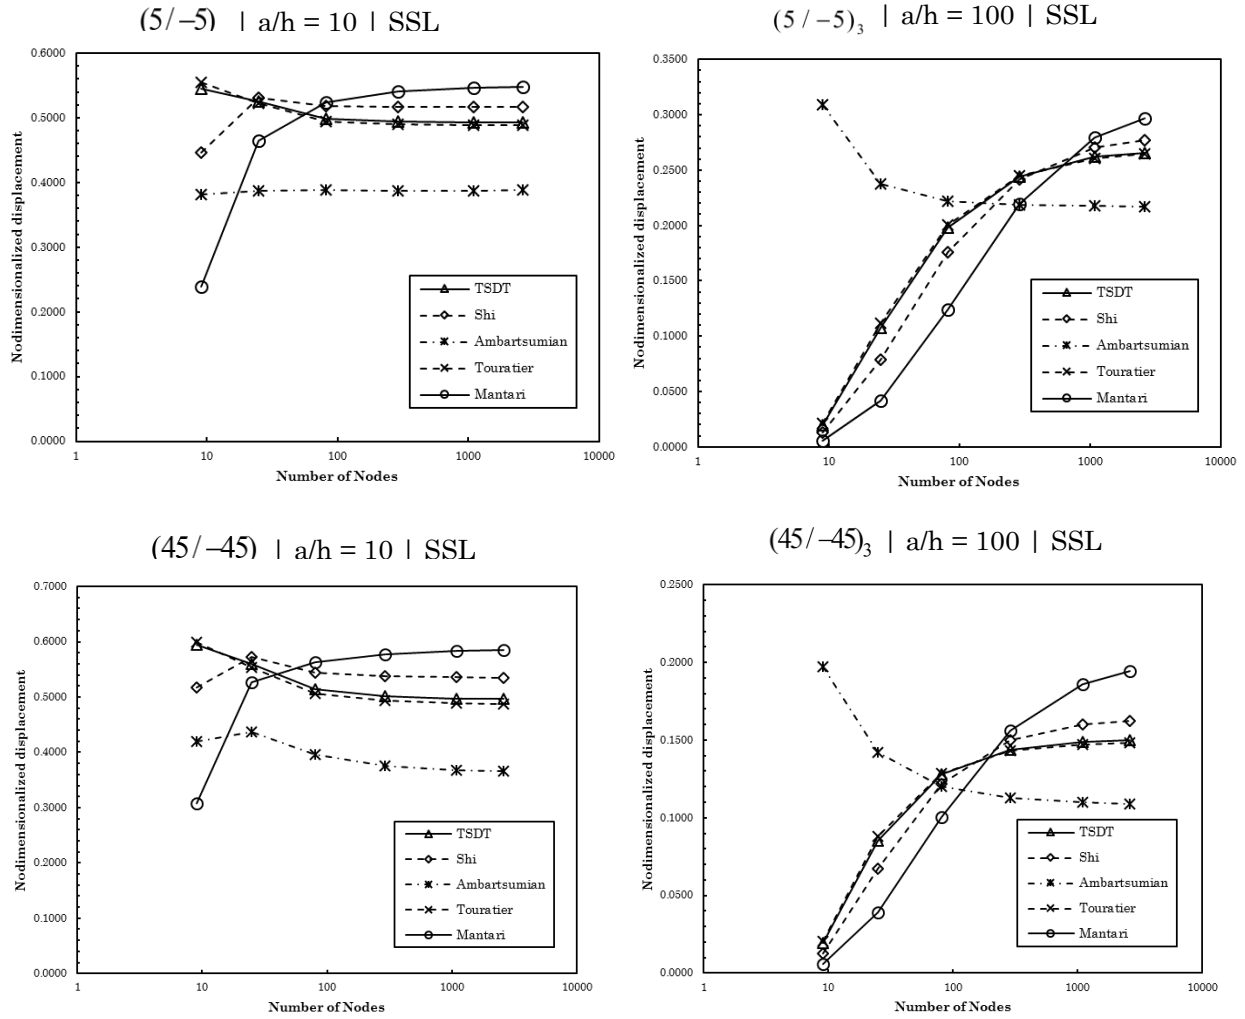 (5/−5) | a/h = 10 | SSL
0.6000
0.5000
0.4000
0.3000
0.2000
0.1000
0.0000
Nodimensionalized displacement
TSDT
Shi
Ambartsumian
Touratier
Mantari
1 10 100 1000 10000
Number of Nodes
(5 / −5)₃ | a/h = 100 | SSL
0.3500
0.3000
0.2500
0.2000
0.1500
0.1000
0.0500
0.0000
Nodimensionalized displacement
TSDT
Shi
Ambartsumian
Touratier
Mantari
1 10 100 1000 10000
Number of Nodes
(45/−45) | a/h = 10 | SSL
0.7000
0.6000
0.5000
0.4000
0.3000
0.2000
0.1000
0.0000
Nodimensionalized displacement
TSDT
Shi
Ambartsumian
Touratier
Mantari
1 10 100 1000 10000
Number of Nodes
(45/−45)₃ | a/h = 100 | SSL
0.2500
0.2000
0.1500
0.1000
0.0500
0.0000
Nodimensionalized displacement
TSDT
Shi
Ambartsumian
Touratier
Mantari
1 10 100 1000 10000
Number of Nodes